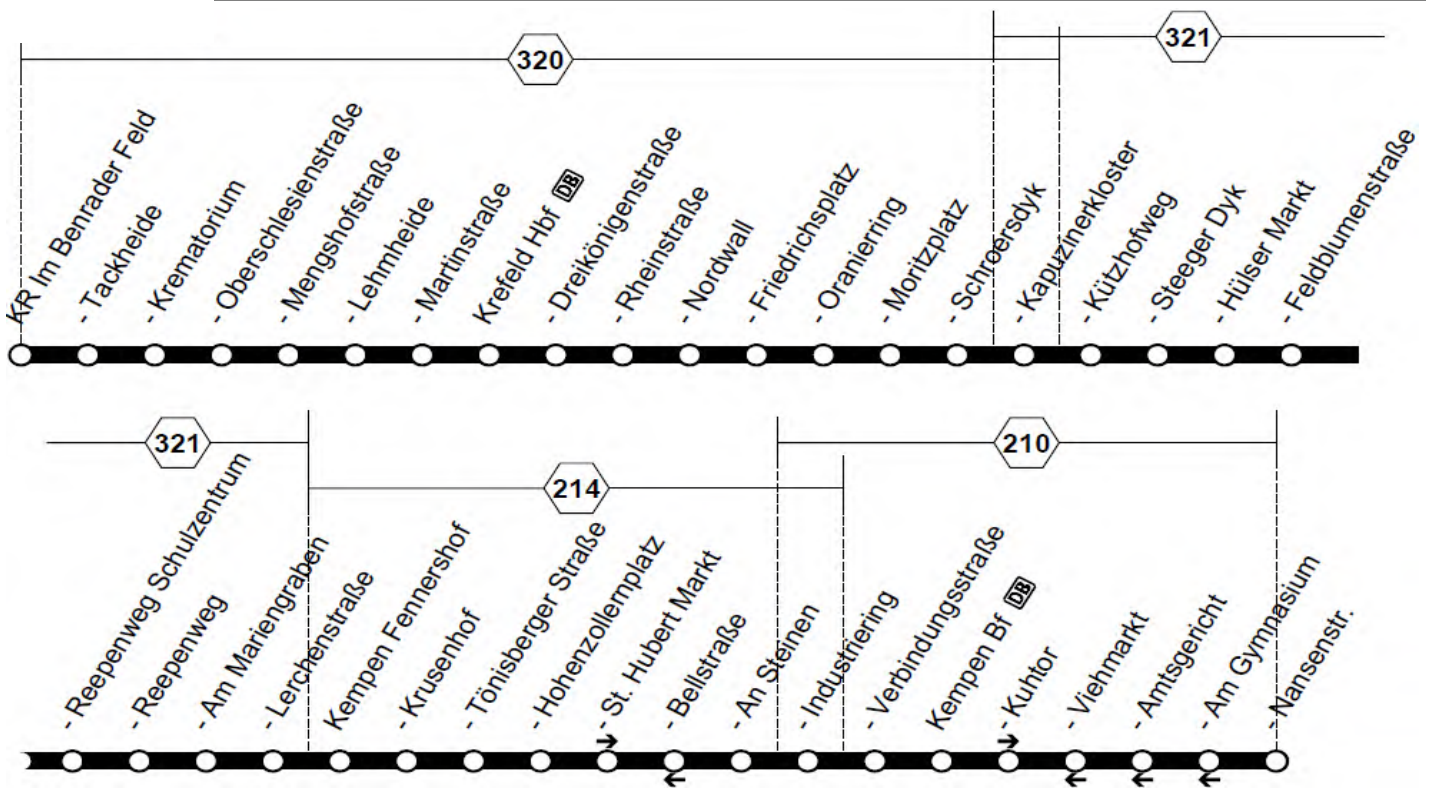 320
321
KR Im Benrader Feld
- Tackheide
- Krematorium
- Oberschlesienstraße
- Mengshofstraße
- Lehmheide
- Martinstraße
Krefeld Hbf DB
- Dreikönigenstraße
- Rheinstraße
- Nordwall
- Friedrichsplatz
- Oranierring
- Moritzplatz
- Schroersdyk
- Kapuzinerkloster
- Kützhofweg
- Steeger Dyk
- Hülser Markt
- Feldblumenstraße
321
214
210
- Reepenweg Schulzentrum
- Reepenweg
- Am Mariengraben
- Lerchenstraße
Kempen Fennershof
- Krusenhof
- Tönisberger Straße
- Hohenzollernplatz
- St. Hubert Markt
- Bellstraße
- An Steinen
- Industriering
- Verbindungsstraße
Kempen Bf DB
- Kuhtor
- Viehmarkt
- Amtsgericht
- Am Gymnasium
- Nansenstr.